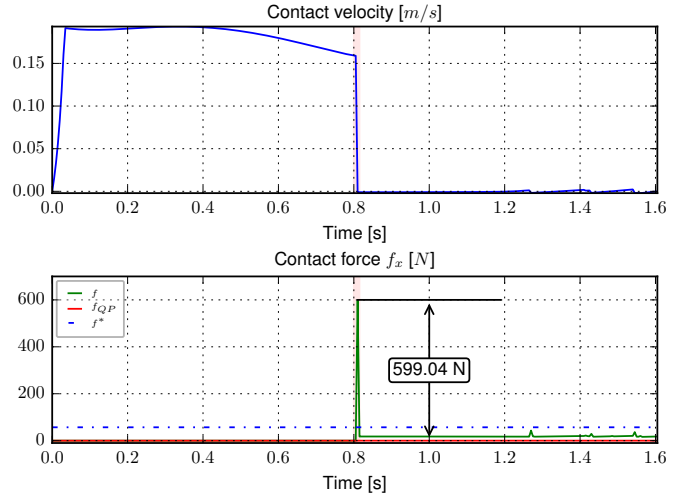 Contact velocity [m/s]
0.15
0.10
0.05
0.00
0.0 0.2 0.4 0.6 0.8 1.0 1.2 1.4 1.6
Time [s]
Contact force f_x [N]
600
400
200
0
f
f_QP
f*
599.04 N
0.0 0.2 0.4 0.6 0.8 1.0 1.2 1.4 1.6
Time [s]